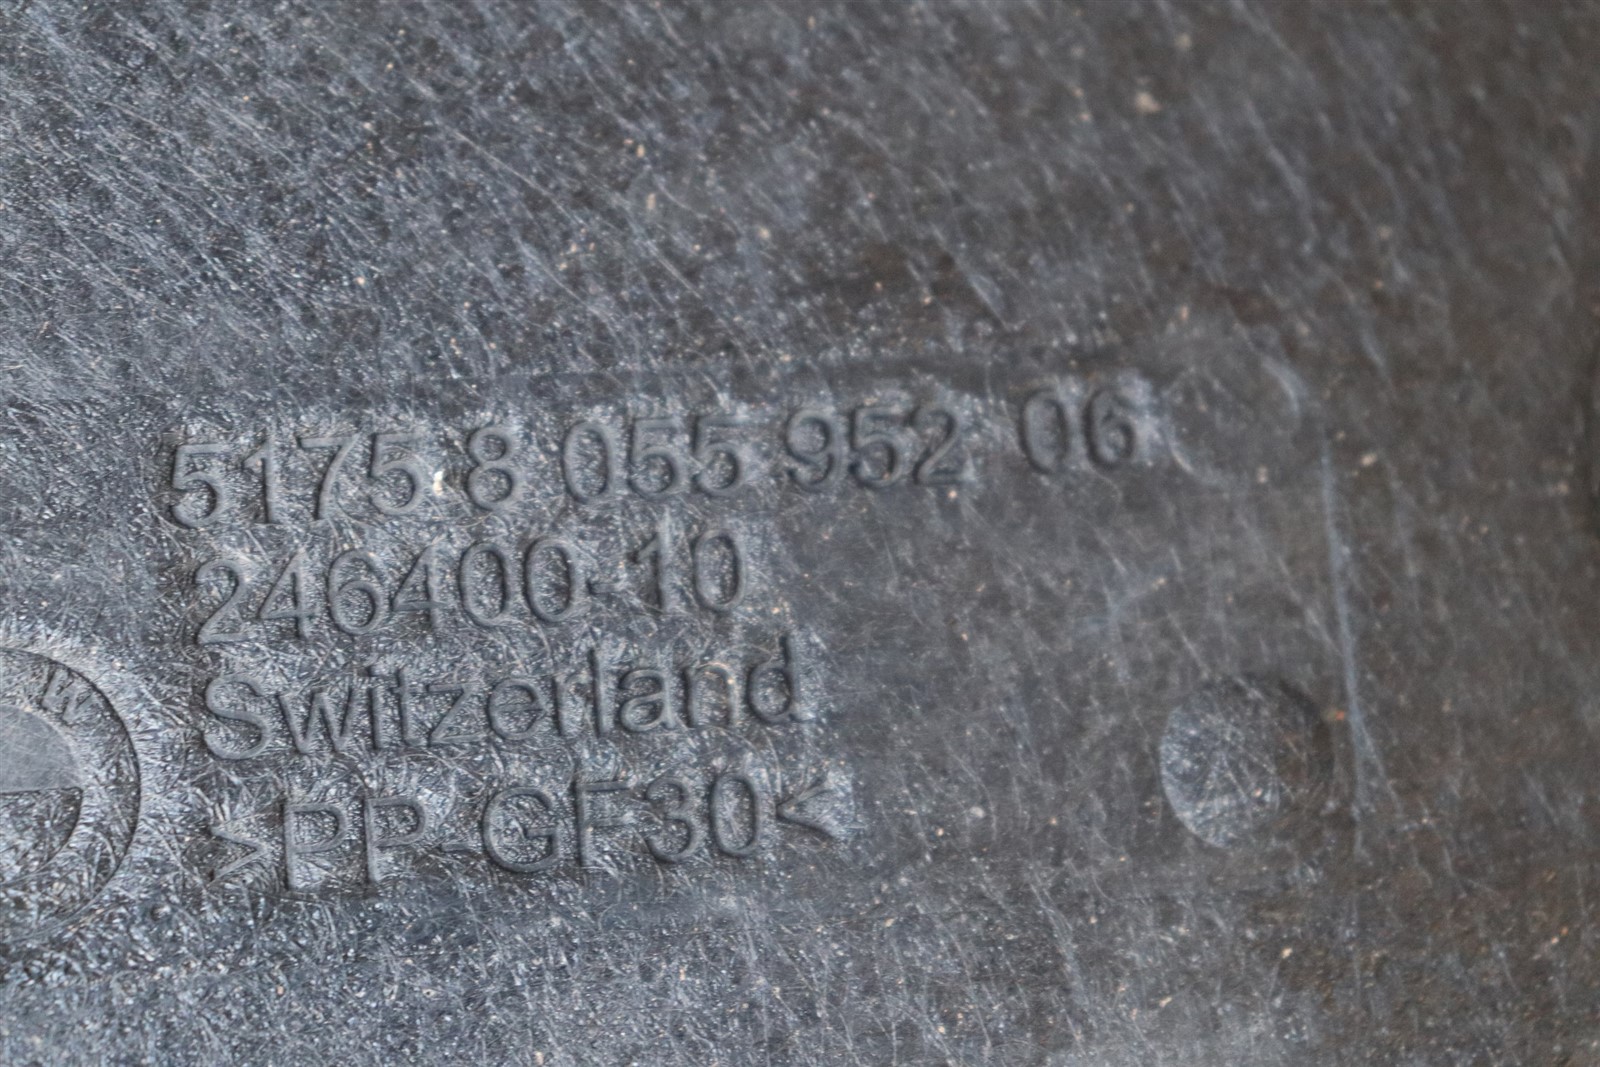 5175 8 055 952 06
246400-10
Switzerland
>PP-GF30<
W